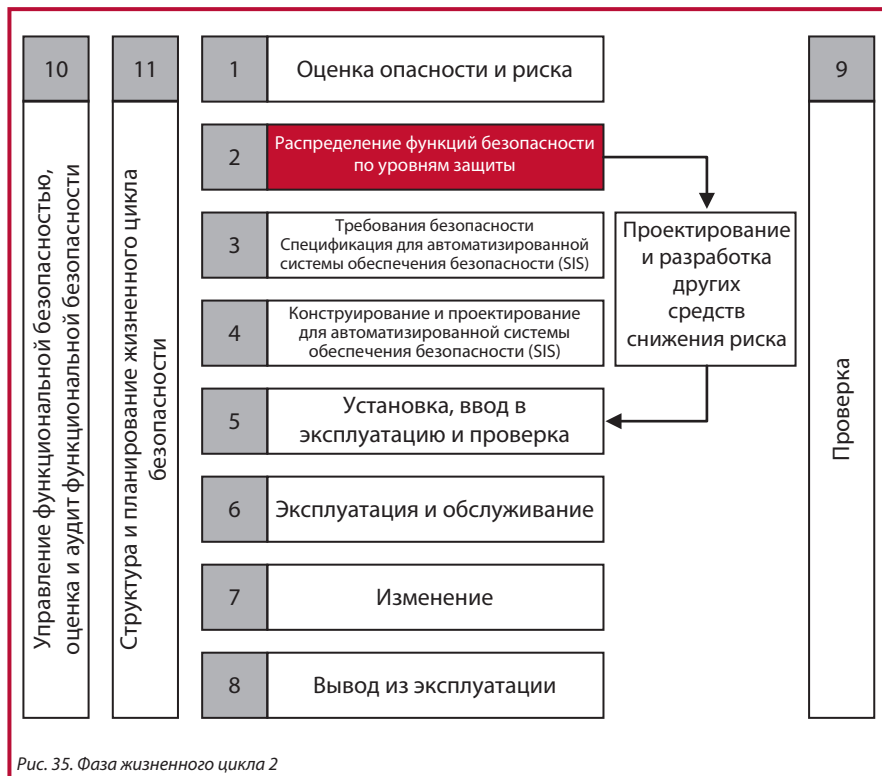 10
Управление функциональной безопасностью,
оценка и аудит функциональной безопасности
11
Структура и планирование жизненного цикла
безопасности
1
Оценка опасности и риска
2
Распределение функций безопасности
по уровням защиты
3
Требования безопасности
Спецификация для автоматизированной
системы обеспечения безопасности (SIS)
4
Конструирование и проектирование
для автоматизированной системы
обеспечения безопасности (SIS)
5
Установка, ввод в
эксплуатацию и проверка
6
Эксплуатация и обслуживание
7
Изменение
8
Вывод из эксплуатации
Проектирование
и разработка
других
средств
снижения риска
9
Проверка
Рис. 35. Фаза жизненного цикла 2